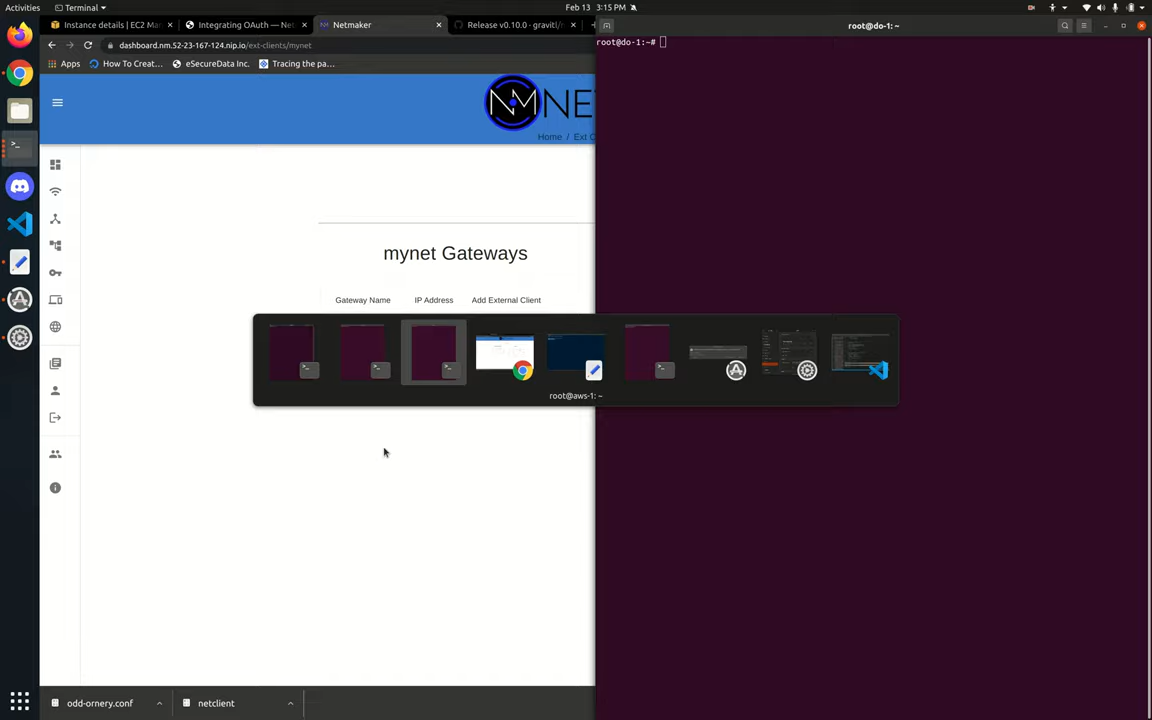 Activities
Terminal
Feb 13 3:15 PM
Instance details | EC2 Man
Integrating OAuth — Net
Netmaker
Release v0.10.0 · gravitl/n
root@do-1: ~
dashboard.nm.52-23-167-124.nip.io/ext-clients/mynet
Apps
How To Creat...
eSecureData Inc.
Tracing the pa...
root@do-1:~#
NE
Home / Ext C
mynet Gateways
Gateway Name
IP Address
Add External Client
root@aws-1: ~
odd-ornery.conf
netclient